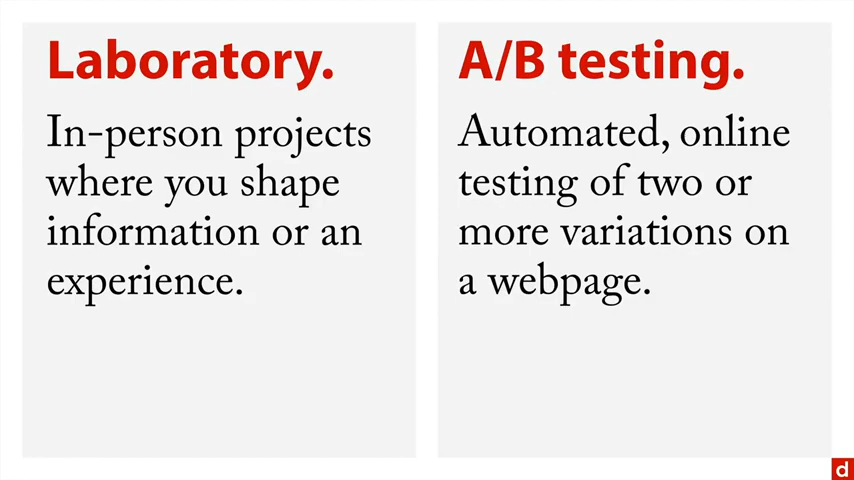 Laboratory.
In-person projects
where you shape
information or an
experience.
A/B testing.
Automated, online
testing of two or
more variations on
a webpage.
d